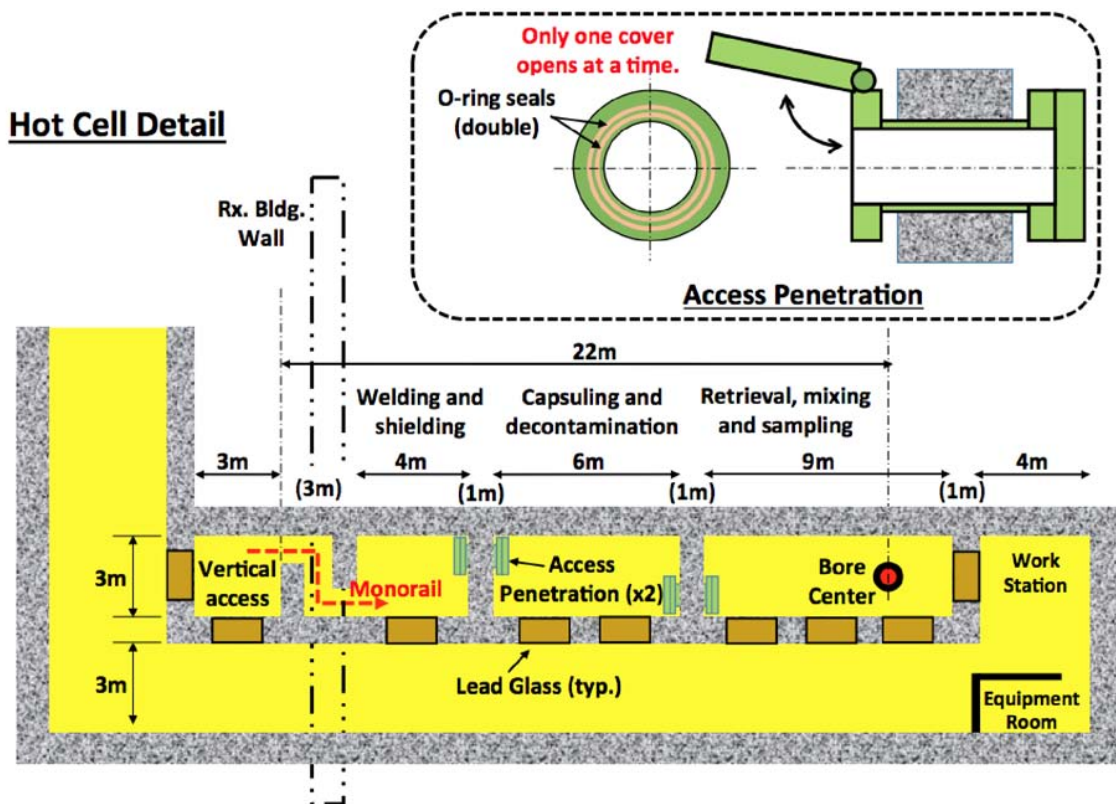 Hot Cell Detail
Only one cover
opens at a time.
O-ring seals
(double)
Access Penetration
Rx. Bldg.
Wall
22m
Welding and
shielding
Capsuling and
decontamination
Retrieval, mixing
and sampling
3m
(3m)
4m
(1m)
6m
(1m)
9m
(1m)
4m
3m
Vertical
access
Monorail
Access
Penetration (x2)
Bore
Center
Work
Station
3m
Lead Glass (typ.)
Equipment
Room